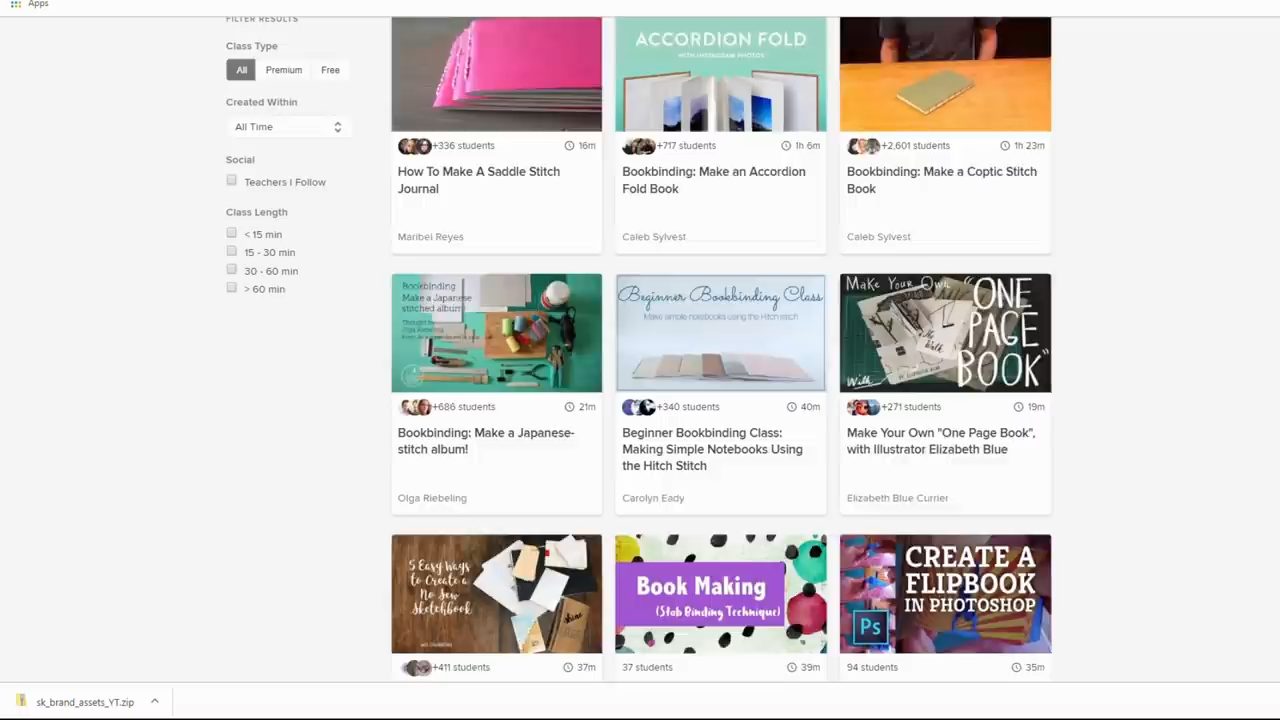 Apps
FILTER RESULTS
Class Type
All
Premium
Free
Created Within
All Time
Social
Teachers I Follow
Class Length
< 15 min
15 - 30 min
30 - 60 min
> 60 min
ACCORDION FOLD
WITH INSTAGRAM PHOTOS
+336 students
16m
How To Make A Saddle Stitch
Journal
Maribel Reyes
+717 students
1h 6m
Bookbinding: Make an Accordion
Fold Book
Caleb Sylvest
+2,601 students
1h 23m
Bookbinding: Make a Coptic Stitch
Book
Caleb Sylvest
Bookbinding
Make a Japanese
stitched album!
Taught by
Olga Riebeling
+686 students
21m
Bookbinding: Make a Japanese-
stitch album!
Olga Riebeling
Beginner Bookbinding Class
Make simple notebooks using the Hitch stitch
+340 students
40m
Beginner Bookbinding Class:
Making Simple Notebooks Using
the Hitch Stitch
Carolyn Eady
Make Your Own
"ONE
PAGE
BOOK"
With
+271 students
19m
Make Your Own "One Page Book",
with Illustrator Elizabeth Blue
Elizabeth Blue Currier
5 Easy Ways
to Create a
No Sew
Sketchbook
+411 students
37m
Book Making
(Stab Binding Technique)
37 students
39m
CREATE A
FLIPBOOK
IN PHOTOSHOP
Ps
94 students
35m
sk_brand_assets_YT.zip